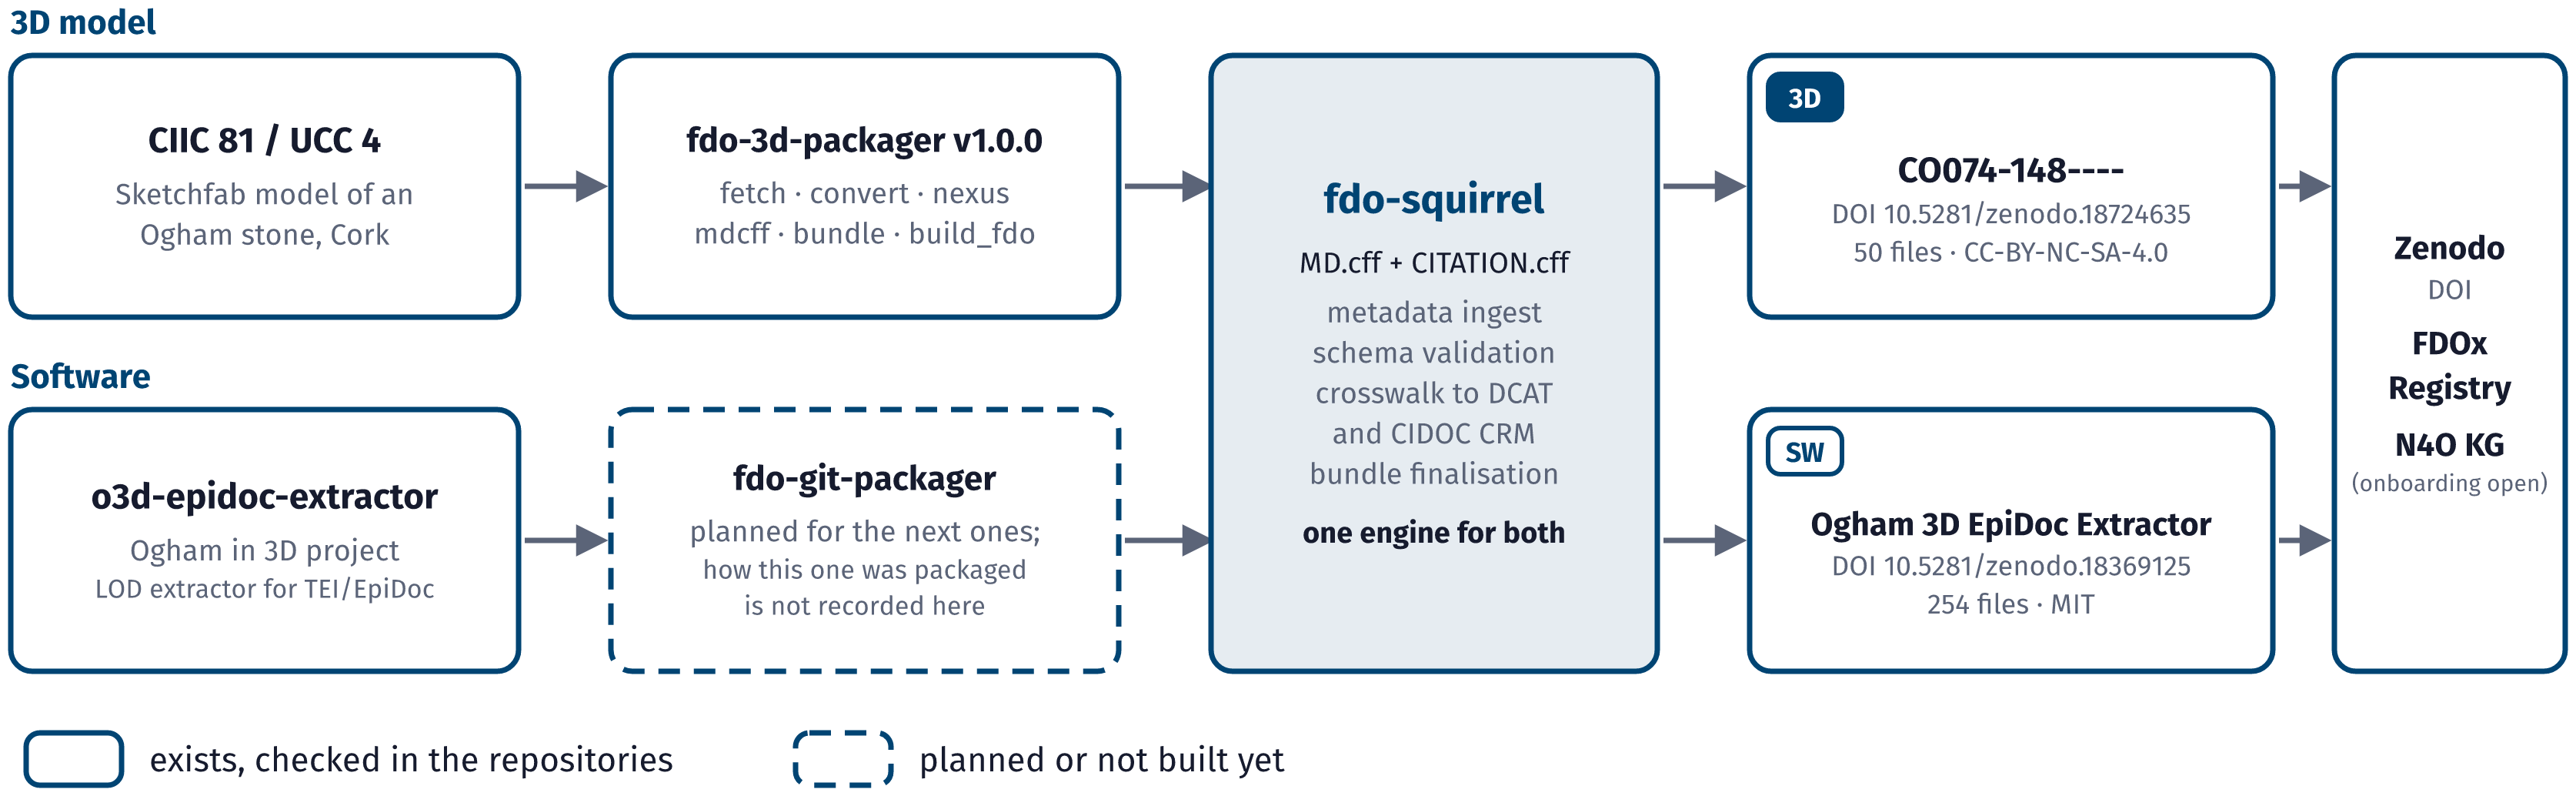 3D model
CIIC 81 / UCC 4
Sketchfab model of an
Ogham stone, Cork
fdo-3d-packager v1.0.0
fetch · convert · nexus
mdcff · bundle · build_fdo
fdo-squirrel
MD.cff + CITATION.cff
metadata ingest
schema validation
crosswalk to DCAT
and CIDOC CRM
bundle finalisation
one engine for both
3D
CO074-148----
DOI 10.5281/zenodo.18724635
50 files · CC-BY-NC-SA-4.0
Zenodo
DOI
FDOx
Registry
N4O KG
(onboarding open)
Software
o3d-epidoc-extractor
Ogham in 3D project
LOD extractor for TEI/EpiDoc
fdo-git-packager
planned for the next ones;
how this one was packaged
is not recorded here
SW
Ogham 3D EpiDoc Extractor
DOI 10.5281/zenodo.18369125
254 files · MIT
exists, checked in the repositories
planned or not built yet